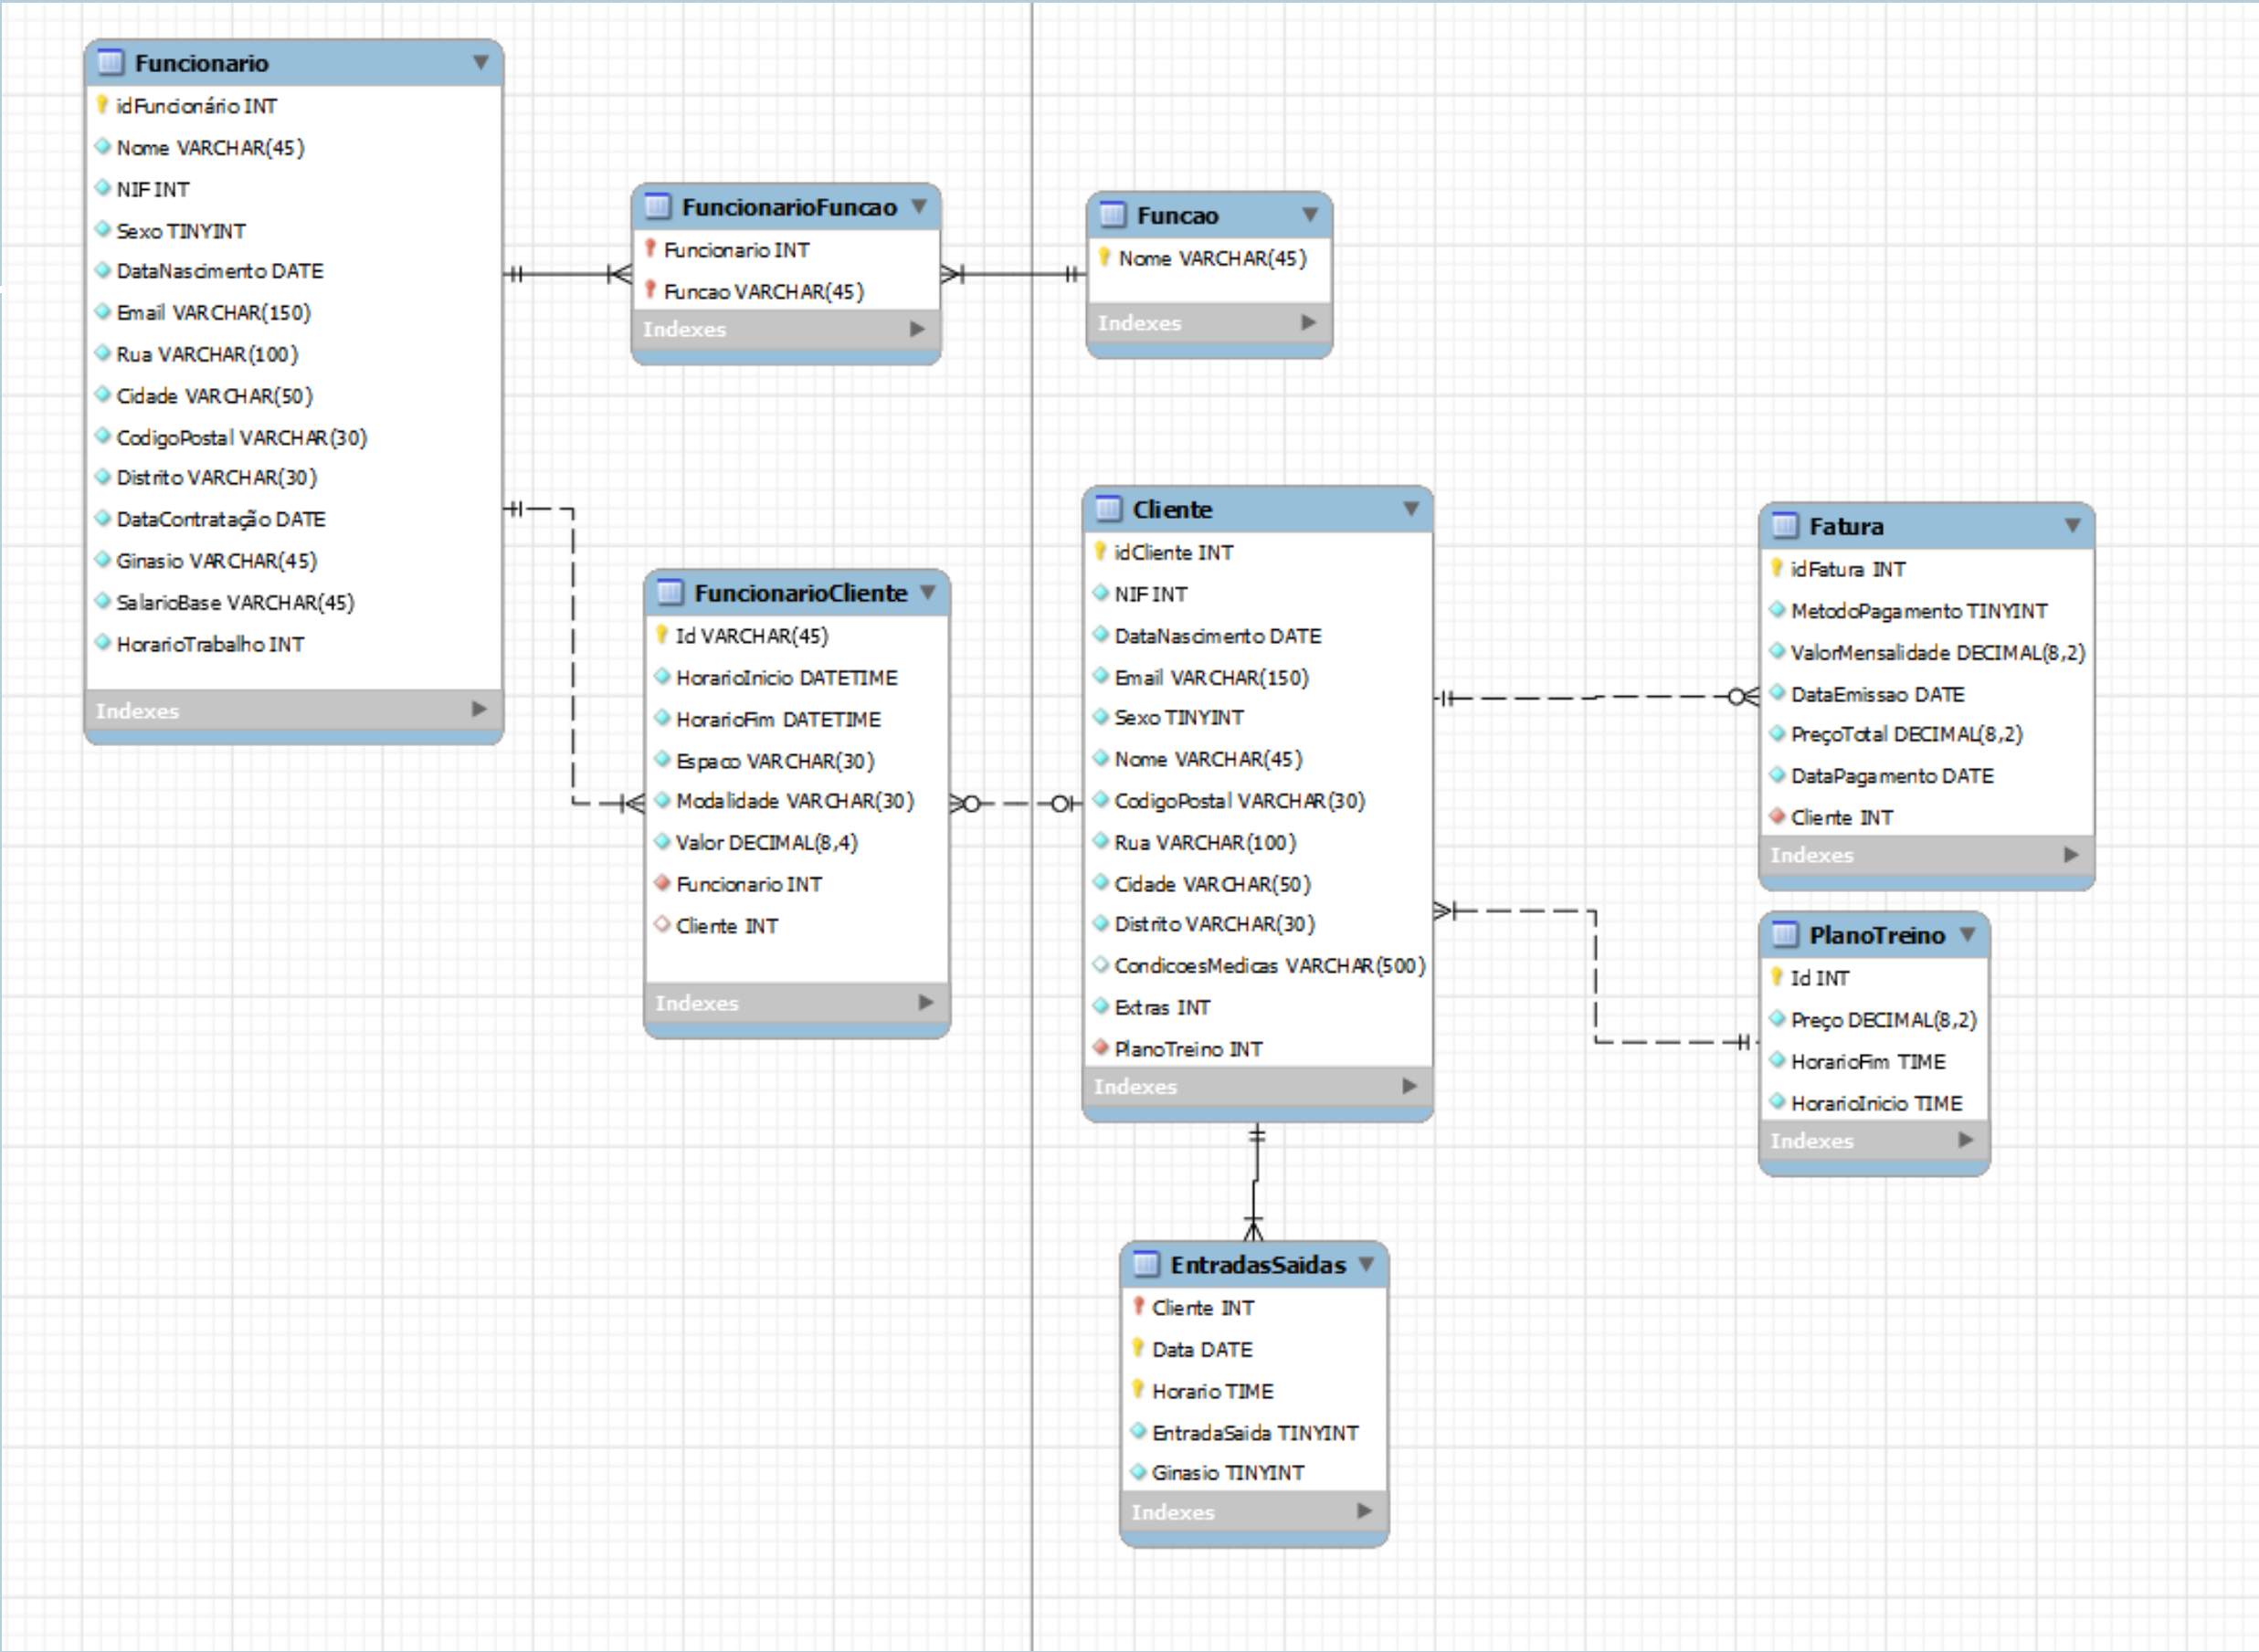 Funcionario
idFuncionário INT
Nome VARCHAR(45)
NIF INT
Sexo TINYINT
DataNascimento DATE
Email VARCHAR(150)
Rua VARCHAR(100)
Cidade VARCHAR(50)
CodigoPostal VARCHAR(30)
Distrito VARCHAR(30)
DataContratação DATE
Ginasio VARCHAR(45)
SalarioBase VARCHAR(45)
HorarioTrabalho INT
Indexes
FuncionarioFuncao
Funcionario INT
Funcao VARCHAR(45)
Indexes
Funcao
Nome VARCHAR(45)
Indexes
FuncionarioCliente
Id VARCHAR(45)
HorarioInicio DATETIME
HorarioFim DATETIME
Espaco VARCHAR(30)
Modalidade VARCHAR(30)
Valor DECIMAL(8,4)
Funcionario INT
Cliente INT
Indexes
Cliente
idCliente INT
NIF INT
DataNascimento DATE
Email VARCHAR(150)
Sexo TINYINT
Nome VARCHAR(45)
CodigoPostal VARCHAR(30)
Rua VARCHAR(100)
Cidade VARCHAR(50)
Distrito VARCHAR(30)
CondicoesMedicas VARCHAR(500)
Extras INT
PlanoTreino INT
Indexes
Fatura
idFatura INT
MetodoPagamento TINYINT
ValorMensalidade DECIMAL(8,2)
DataEmissao DATE
PreçoTotal DECIMAL(8,2)
DataPagamento DATE
Cliente INT
Indexes
PlanoTreino
Id INT
Preço DECIMAL(8,2)
HorarioFim TIME
HorarioInicio TIME
Indexes
EntradasSaidas
Cliente INT
Data DATE
Horario TIME
EntradaSaida TINYINT
Ginasio TINYINT
Indexes